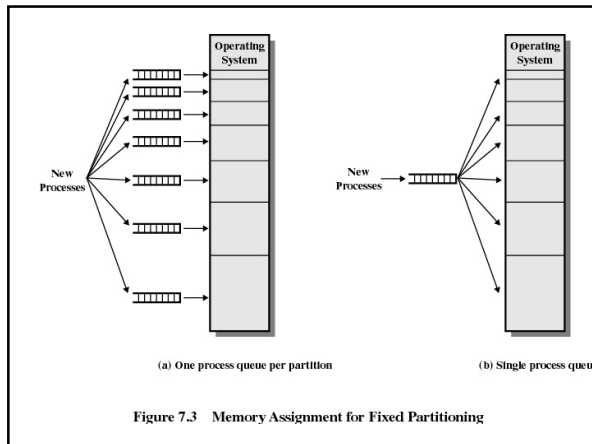 Operating
System
New
Processes
(a) One process queue per partition
Operating
System
New
Processes
(b) Single process queu
Figure 7.3 Memory Assignment for Fixed Partitioning